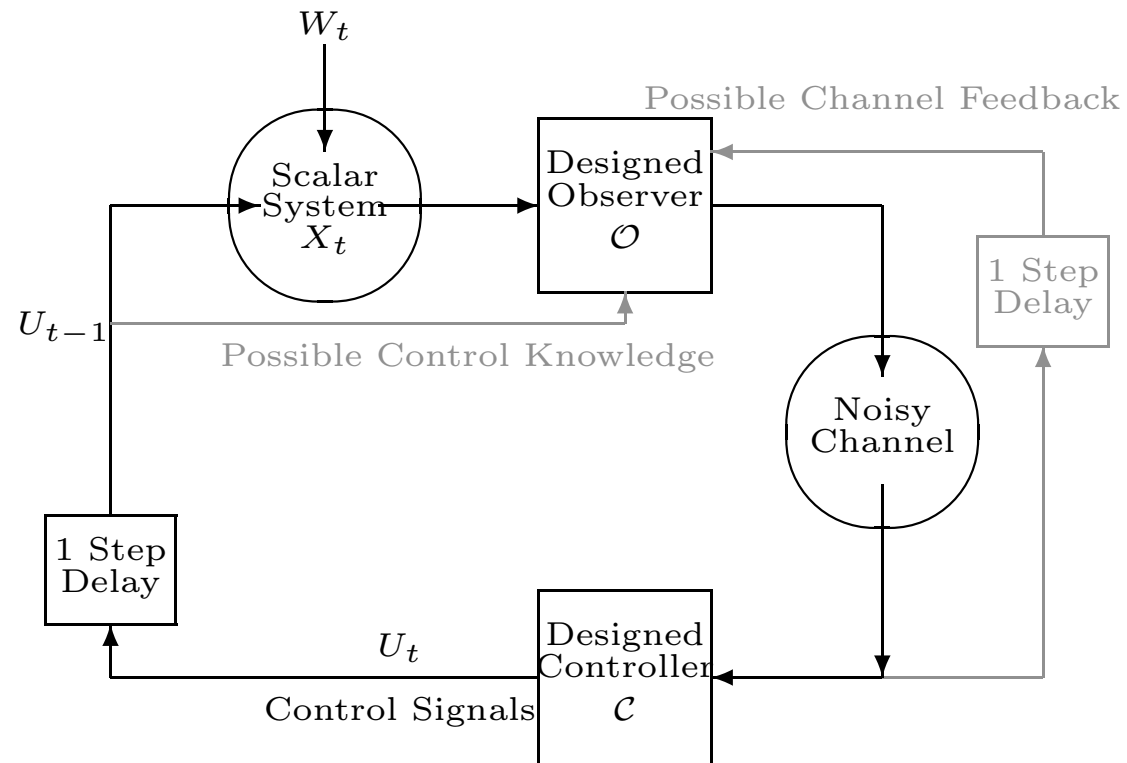 W_t
Possible Channel Feedback
Scalar
System
X_t
Designed
Observer
𝒪
1 Step
Delay
U_{t−1}
Possible Control Knowledge
Noisy
Channel
1 Step
Delay
U_t
Control Signals
Designed
Controller
𝒞